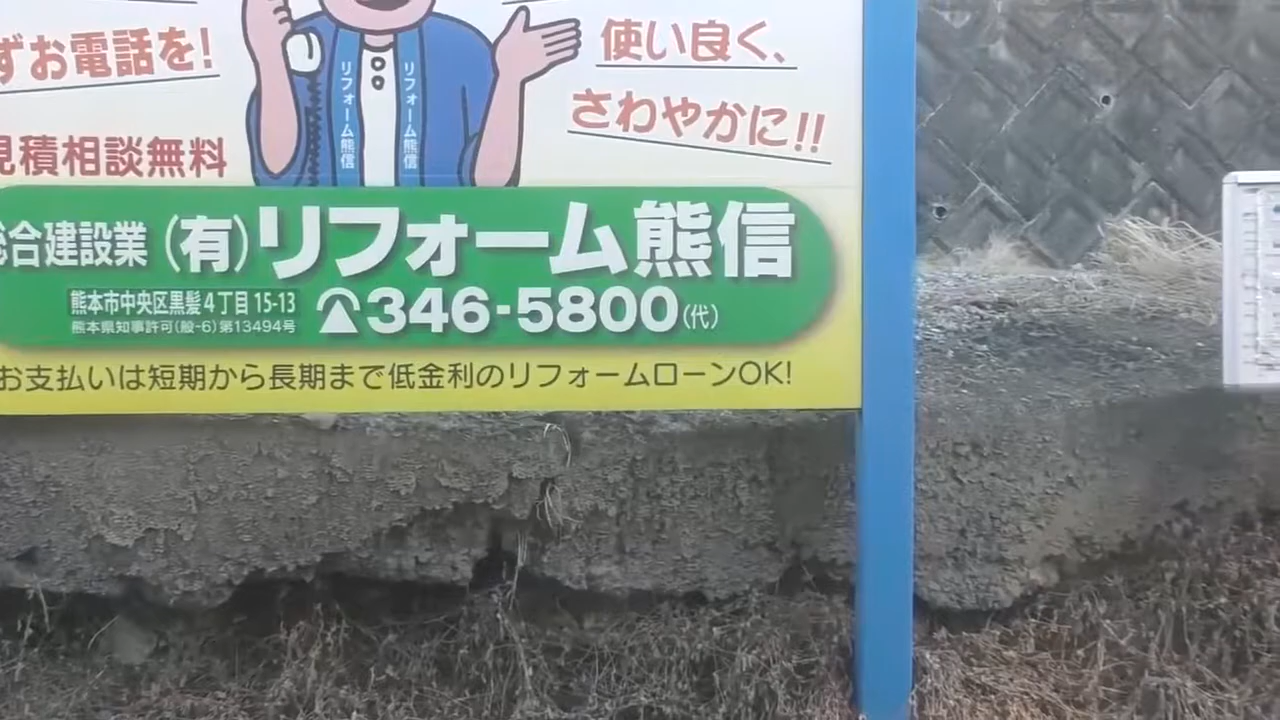 ずお電話を!
使い良く、
さわやかに!!
見積相談無料
リフォーム熊信
リフォーム熊信
総合建設業 (有)リフォーム熊信
熊本市中央区黒髪4丁目15-13
熊本県知事許可(般-6)第13494号
346-5800(代)
お支払いは短期から長期まで低金利のリフォームローンOK!